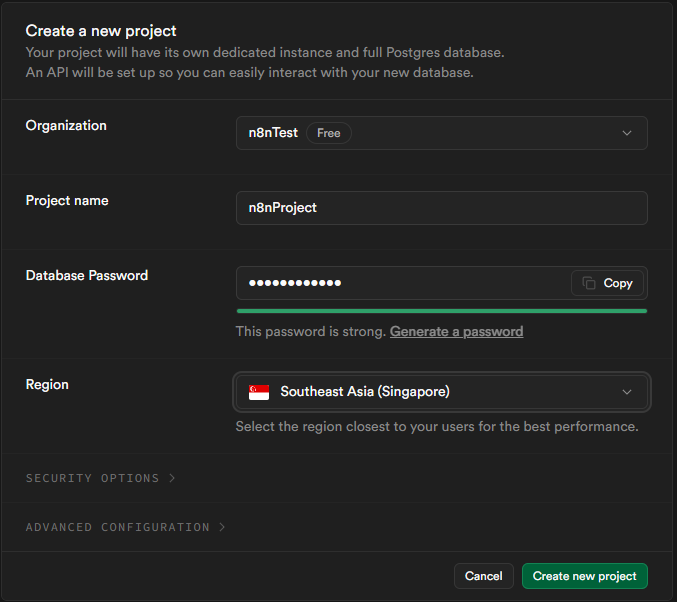 Create a new project
Your project will have its own dedicated instance and full Postgres database.
An API will be set up so you can easily interact with your new database.
Organization
n8nTest Free
Project name
n8nProject
Database Password
●●●●●●●●●●●● Copy
This password is strong. Generate a password
Region
Southeast Asia (Singapore)
Select the region closest to your users for the best performance.
SECURITY OPTIONS >
ADVANCED CONFIGURATION >
Cancel Create new project